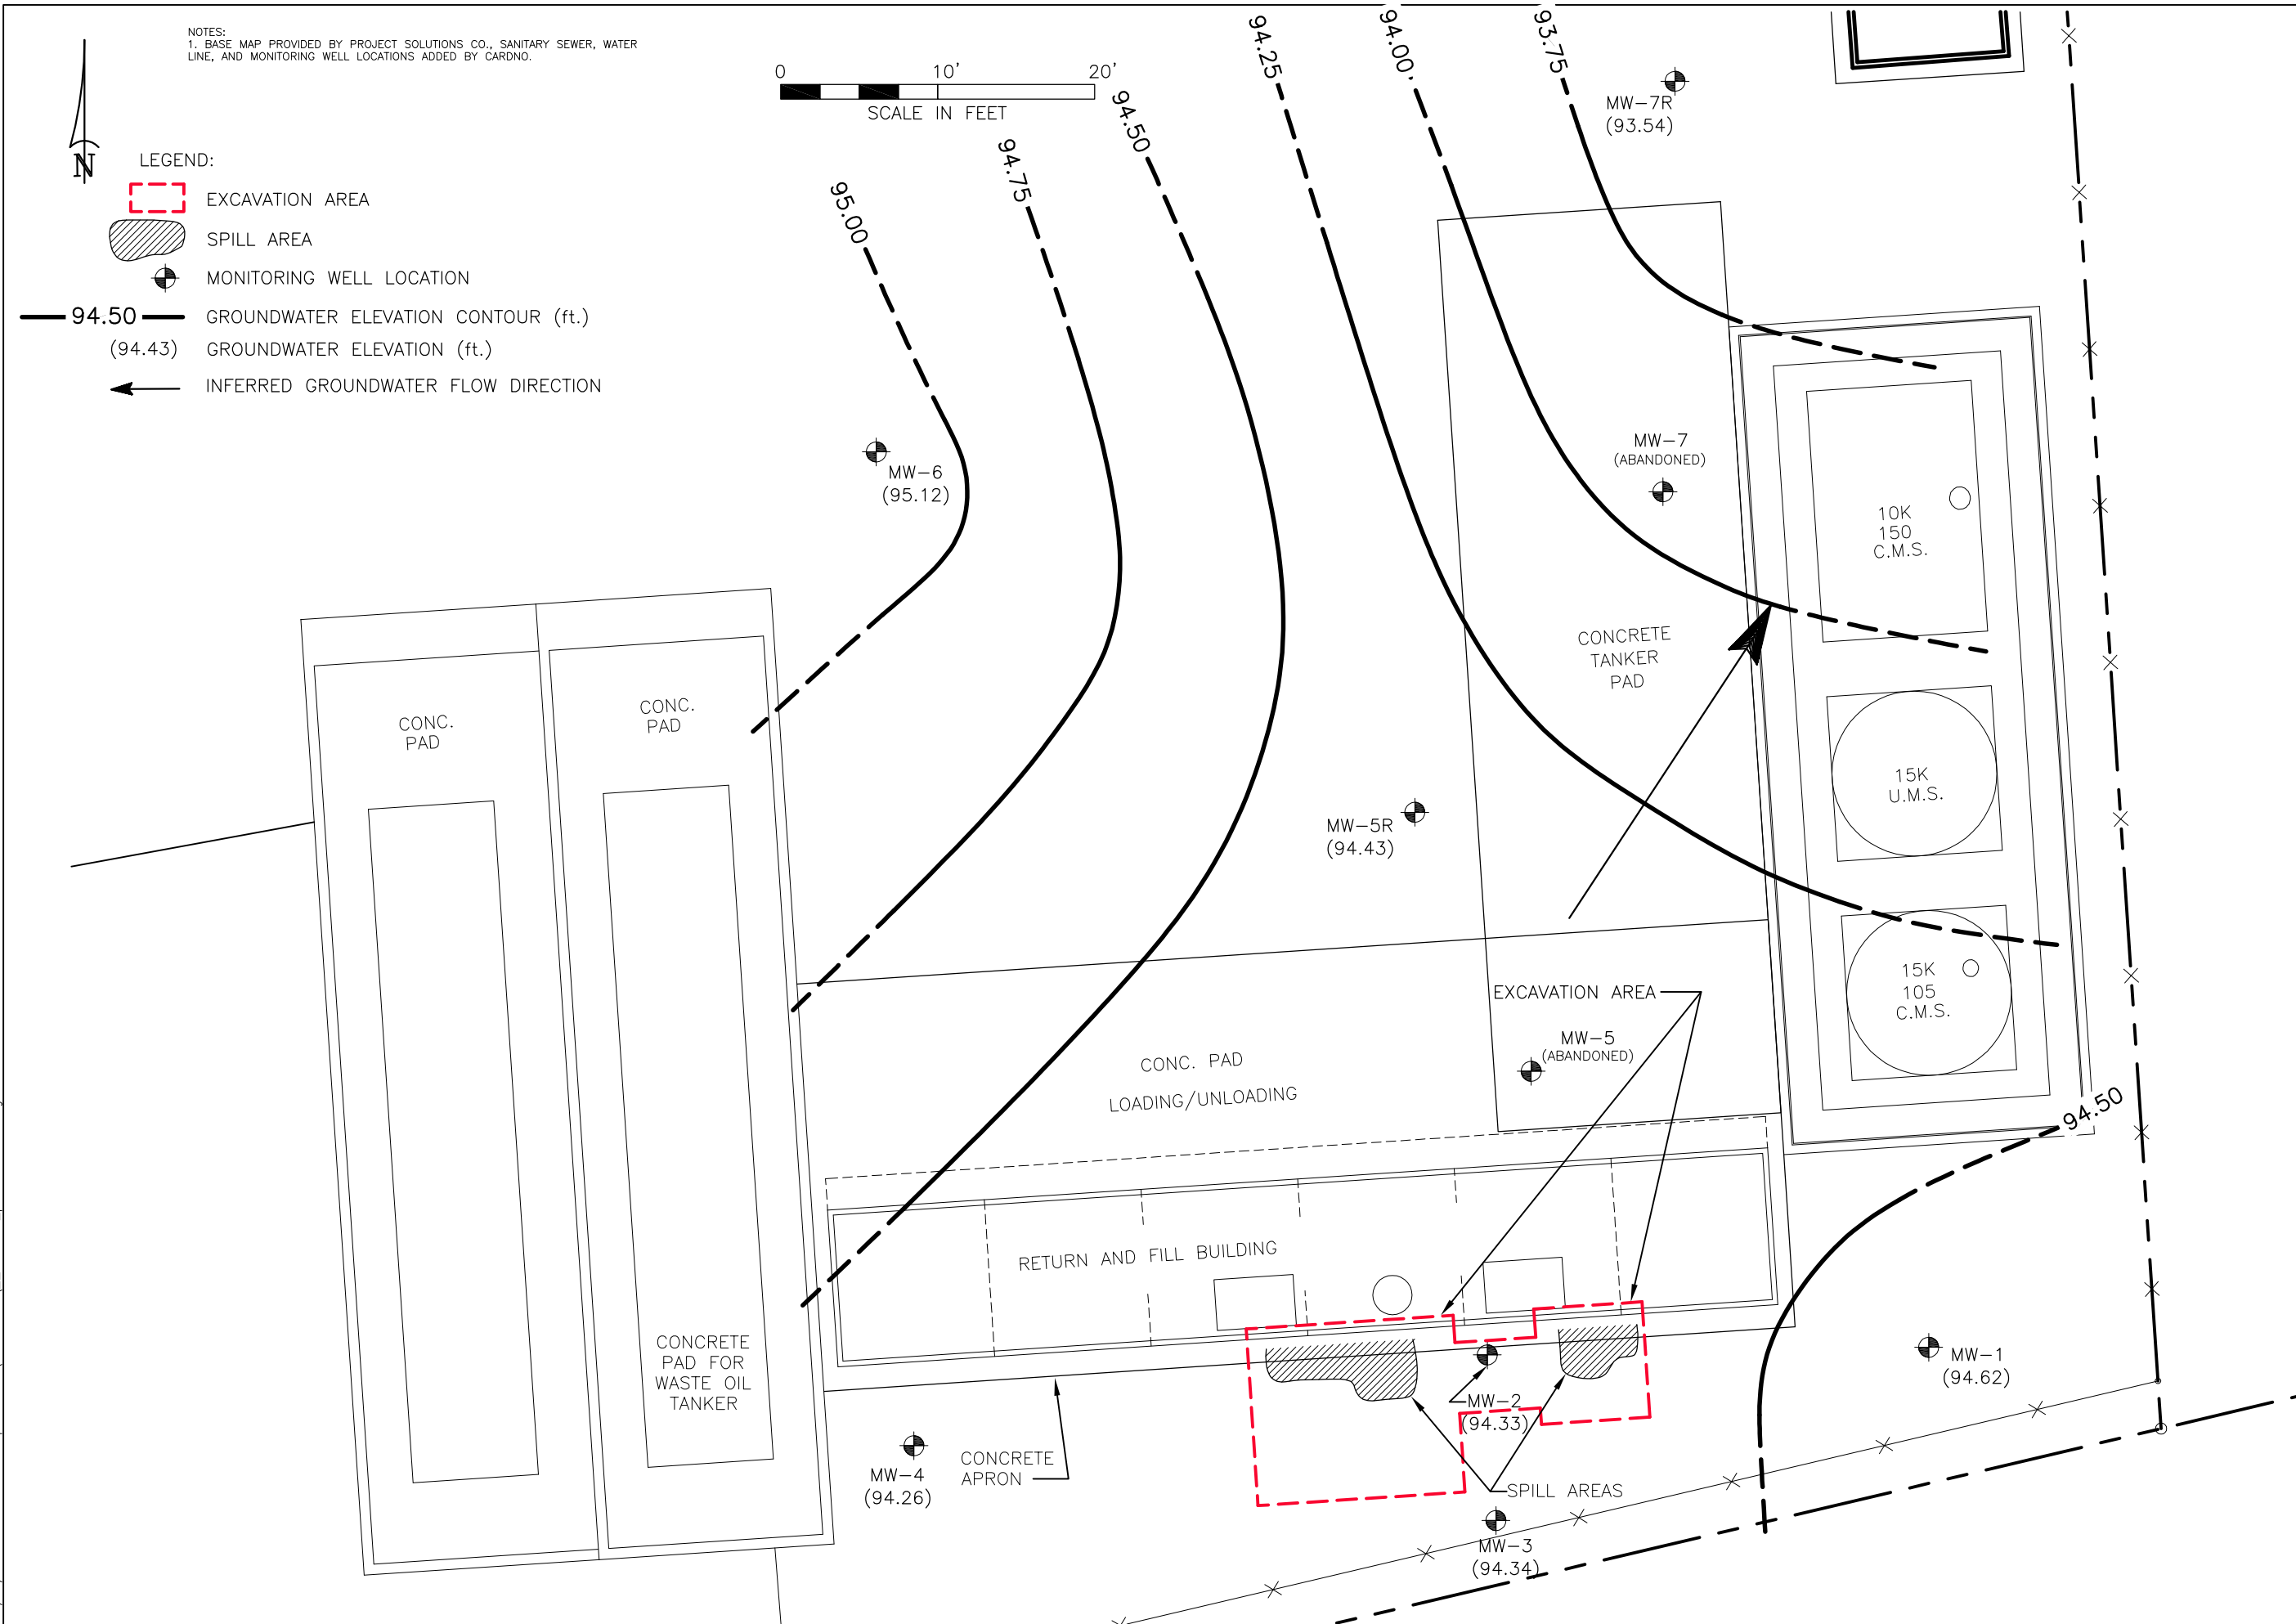 NOTES:
1. BASE MAP PROVIDED BY PROJECT SOLUTIONS CO., SANITARY SEWER, WATER
LINE, AND MONITORING WELL LOCATIONS ADDED BY CARDNO.
N
LEGEND:
EXCAVATION AREA
SPILL AREA
MONITORING WELL LOCATION
94.50
GROUNDWATER ELEVATION CONTOUR (ft.)
(94.43)
GROUNDWATER ELEVATION (ft.)
INFERRED GROUNDWATER FLOW DIRECTION
0 10' 20'
SCALE IN FEET
95.00
94.75
94.50
94.25
94.00
93.75
MW-7R
(93.54)
MW-6
(95.12)
MW-7
(ABANDONED)
10K
150
C.M.S.
CONCRETE
TANKER
PAD
CONC.
PAD
CONC.
PAD
15K
U.M.S.
MW-5R
(94.43)
15K
105
C.M.S.
EXCAVATION AREA
MW-5
(ABANDONED)
CONC. PAD
LOADING/UNLOADING
94.50
RETURN AND FILL BUILDING
CONCRETE
PAD FOR
WASTE OIL
TANKER
MW-1
(94.62)
MW-2
(94.33)
MW-4
(94.26)
CONCRETE
APRON
SPILL AREAS
MW-3
(94.34)